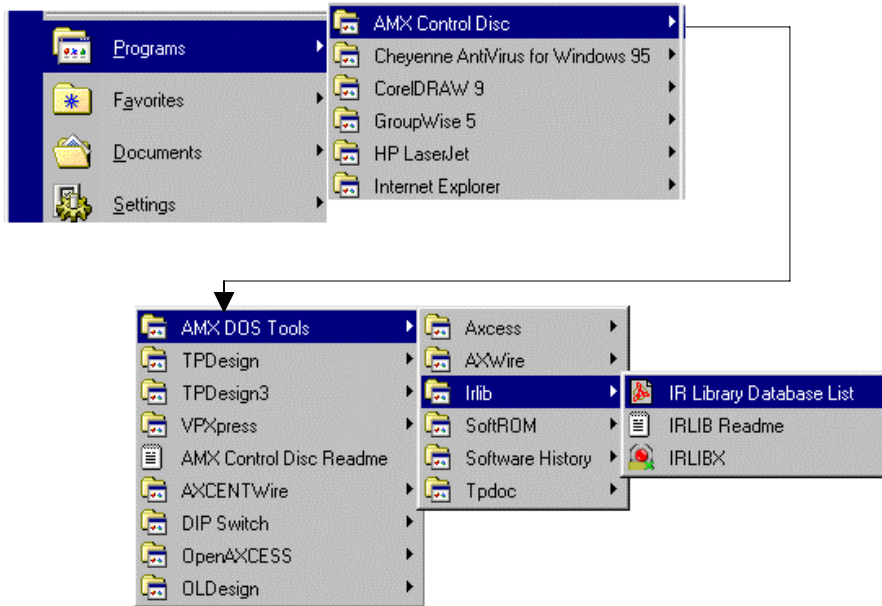 Programs
Favorites
Documents
Settings
AMX Control Disc
Cheyenne AntiVirus for Windows 95
CorelDRAW 9
GroupWise 5
HP LaserJet
Internet Explorer
AMX DOS Tools
TPDesign
TPDesign3
VPXpress
AMX Control Disc Readme
AXCENTWire
DIP Switch
OpenAXCESS
OLDesign
Axcess
AXWire
Irlib
SoftROM
Software History
Tpdoc
IR Library Database List
IRLIB Readme
IRLIBX